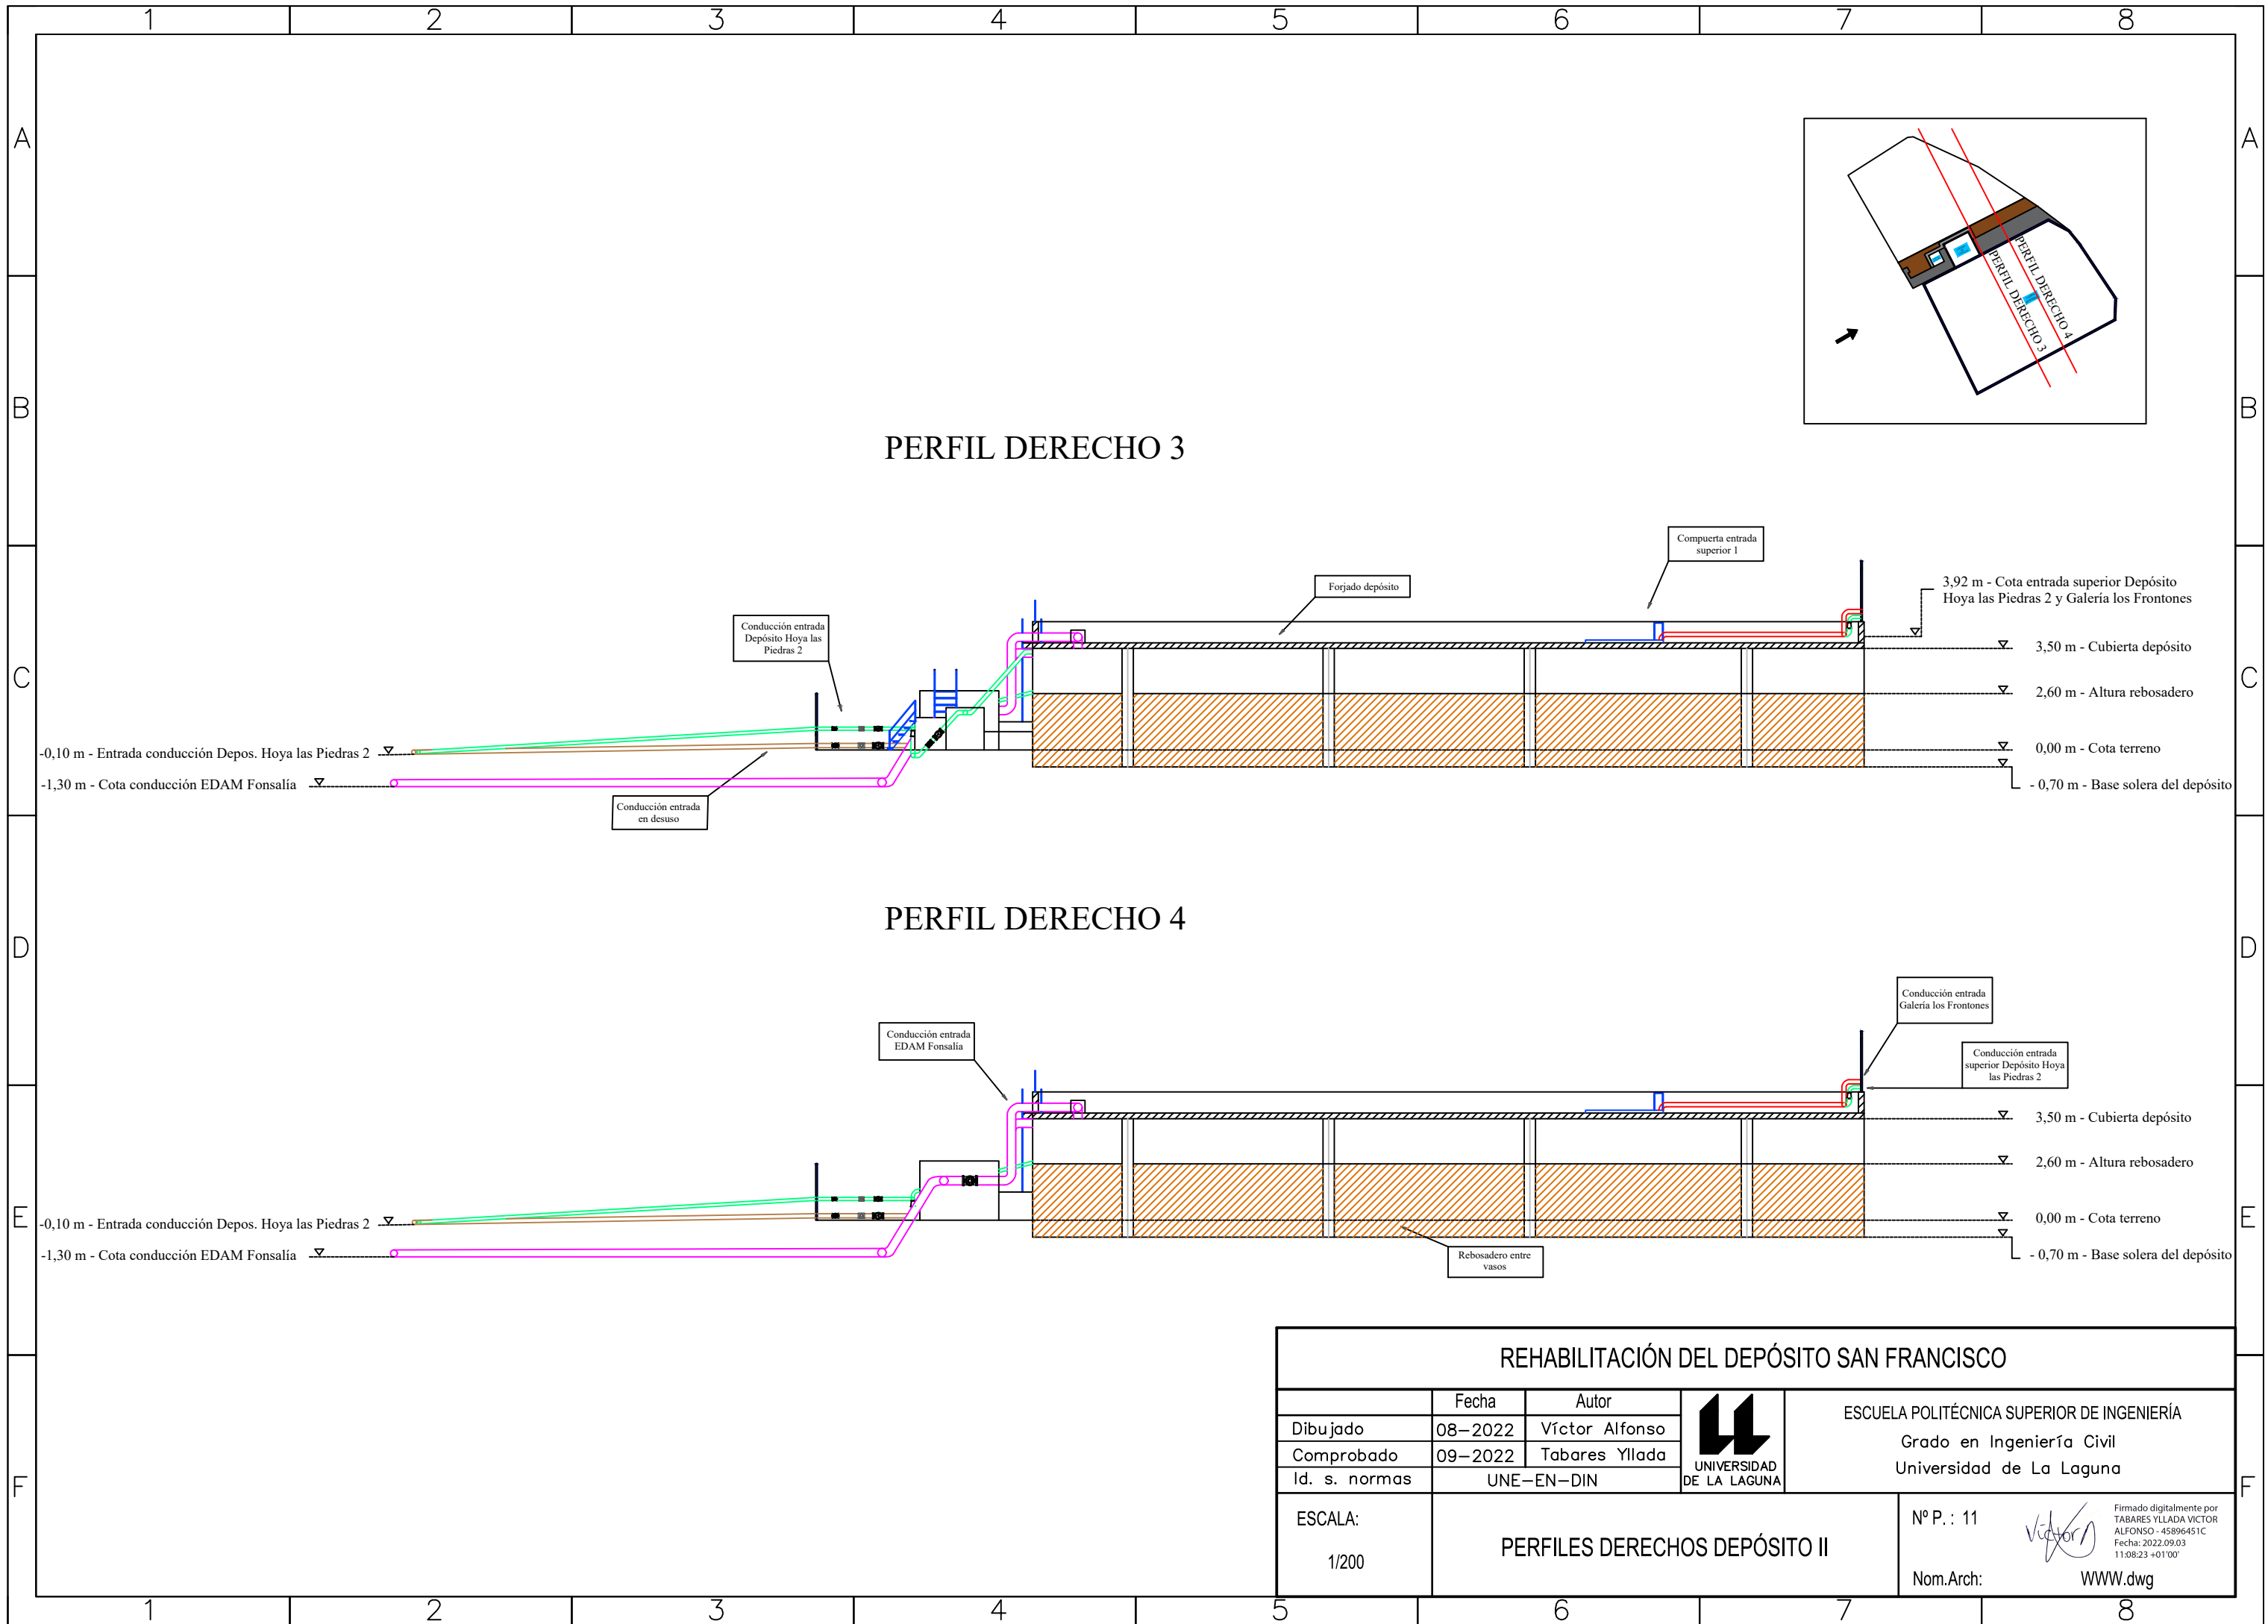 1 2 3 4 5 6 7 8
A A
B B
C C
D D
E E
F F
PERFIL DERECHO 3
PERFIL DERECHO 4
PERFIL DERECHO 3
Compuerta entrada
superior 1
Forjado depósito
Conducción entrada
Depósito Hoya las
Piedras 2
3,92 m - Cota entrada superior Depósito
Hoya las Piedras 2 y Galería los Frontones
3,50 m - Cubierta depósito
2,60 m - Altura rebosadero
0,00 m - Cota terreno
- 0,70 m - Base solera del depósito
-0,10 m - Entrada conducción Depos. Hoya las Piedras 2
-1,30 m - Cota conducción EDAM Fonsalía
Conducción entrada
en desuso
PERFIL DERECHO 4
Conducción entrada
EDAM Fonsalía
Conducción entrada
Galería los Frontones
Conducción entrada
superior Depósito Hoya
las Piedras 2
3,50 m - Cubierta depósito
2,60 m - Altura rebosadero
0,00 m - Cota terreno
- 0,70 m - Base solera del depósito
-0,10 m - Entrada conducción Depos. Hoya las Piedras 2
-1,30 m - Cota conducción EDAM Fonsalía
Rebosadero entre
vasos
REHABILITACIÓN DEL DEPÓSITO SAN FRANCISCO
Fecha Autor
Dibujado 08-2022 Víctor Alfonso
Comprobado 09-2022 Tabares Yllada
Id. s. normas UNE-EN-DIN
UNIVERSIDAD
DE LA LAGUNA
ESCUELA POLITÉCNICA SUPERIOR DE INGENIERÍA
Grado en Ingeniería Civil
Universidad de La Laguna
ESCALA:
1/200
PERFILES DERECHOS DEPÓSITO II
Nº P. : 11
Victor
Firmado digitalmente por
TABARES YLLADA VICTOR
ALFONSO - 45896451C
Fecha: 2022.09.03
11:08:23 +01'00'
Nom.Arch: WWW.dwg
1 2 3 4 5 6 7 8